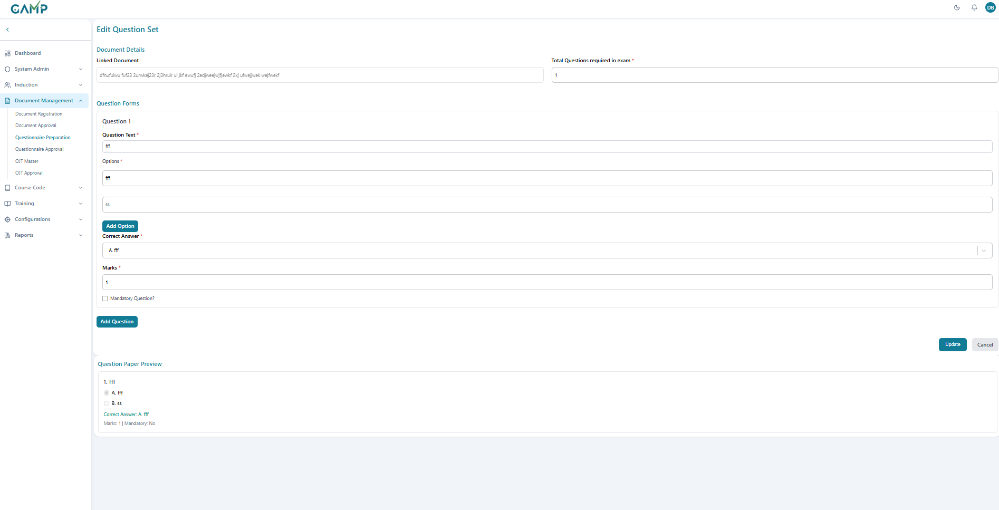 GAMP
DB
Edit Question Set
Dashboard
System Admin
Induction
Document Management
Document Registration
Document Approval
Questionnaire Preparation
Questionnaire Approval
OJT Master
OJT Approval
Course Code
Training
Configurations
Reports
Document Details
Linked Document
dfnufuiwu fuf23 2urwkej23r 2j3hruir ui jkf ewufj 2edjweejwjfjewkf 2kj ufwejjwek wejfwekf
Total Questions required in exam *
1
Question Forms
Question 1
Question Text *
fff
Options *
fff
ss
Add Option
Correct Answer *
A. fff
Marks *
1
Mandatory Question?
Add Question
Update
Cancel
Question Paper Preview
1. fff
A. fff
B. ss
Correct Answer: A. fff
Marks: 1 | Mandatory: No